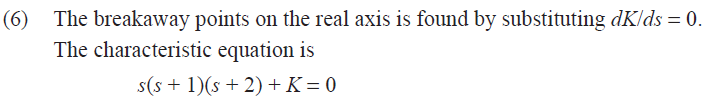 (6) The breakaway points on the real axis is found by substituting dK/ds = 0.
The characteristic equation is
s(s + 1)(s + 2) + K = 0